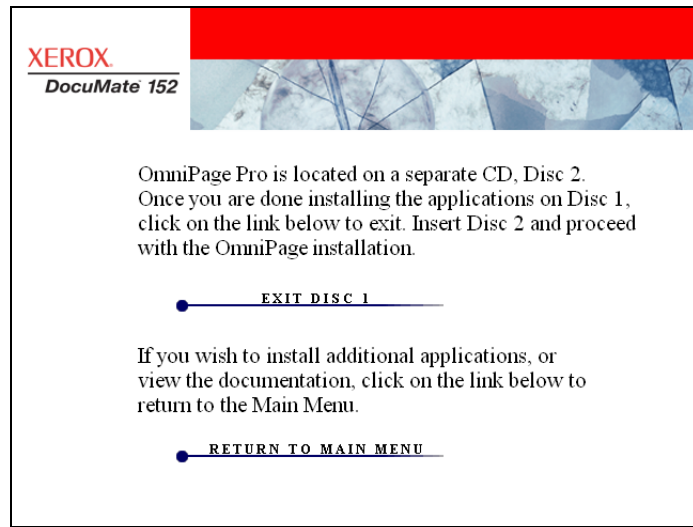 XEROX.
DocuMate 152
OmniPage Pro is located on a separate CD, Disc 2.
Once you are done installing the applications on Disc 1,
click on the link below to exit. Insert Disc 2 and proceed
with the OmniPage installation.
EXIT DISC 1
If you wish to install additional applications, or
view the documentation, click on the link below to
return to the Main Menu.
RETURN TO MAIN MENU